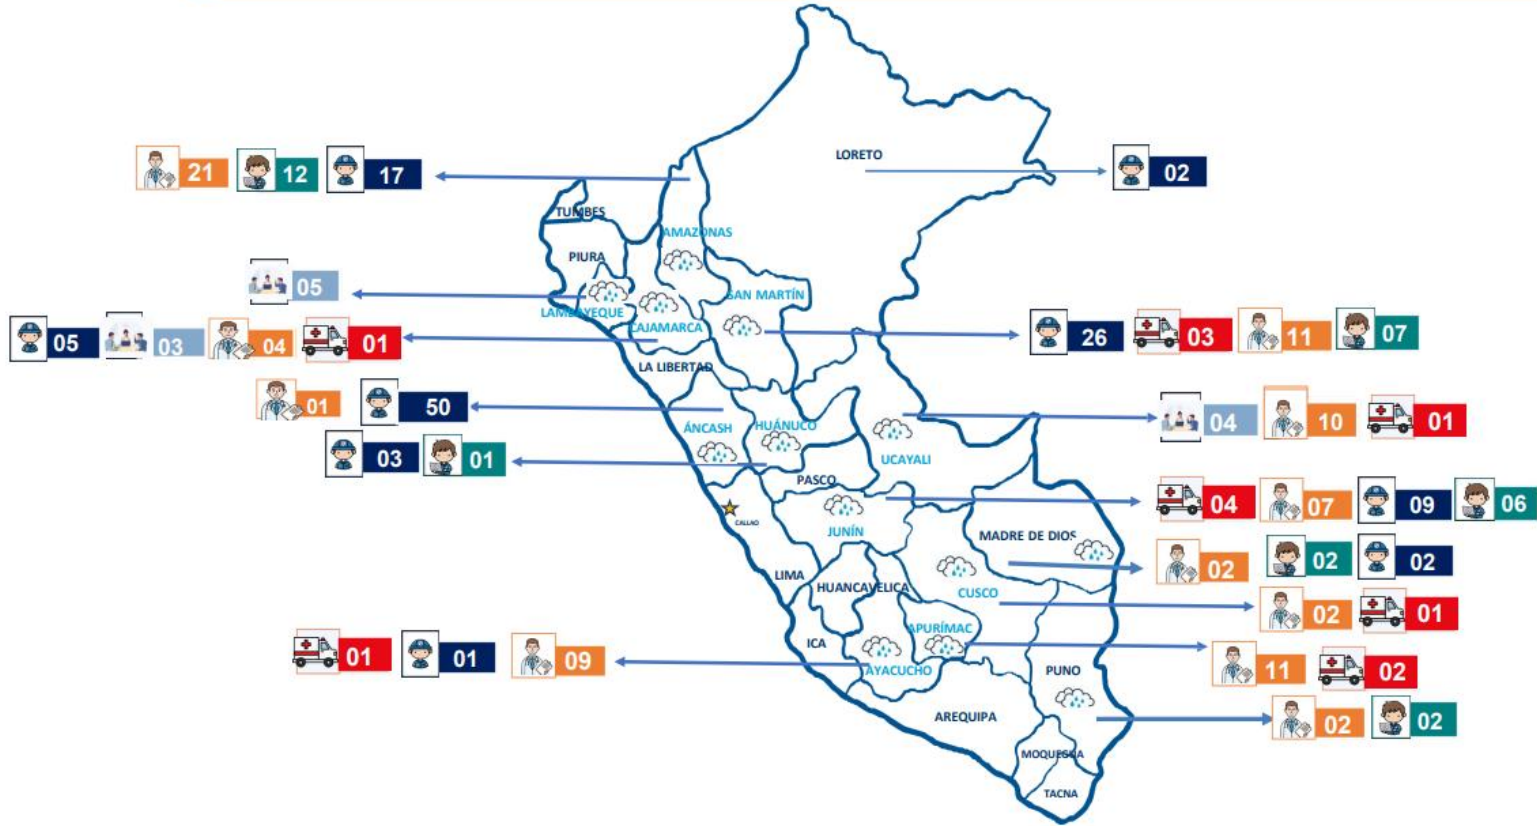 LORETO
21 12 17
02
TUMBES
AMAZONAS
PIURA
05
SAN MARTÍN
LAMBAYEQUE
CAJAMARCA
05 03 04 01
26 03 11 07
LA LIBERTAD
01 50
ÁNCASH
HUÁNUCO
04 10 01
03 01
UCAYALI
PASCO
04 07 09 06
CALLAO
JUNÍN
MADRE DE DIOS
02 02 02
LIMA
HUANCAVELICA
CUSCO
02 01
APURÍMAC
ICA
01 01 09
AYACUCHO
PUNO
11 02
AREQUIPA
02 02
MOQUEGUA
TACNA